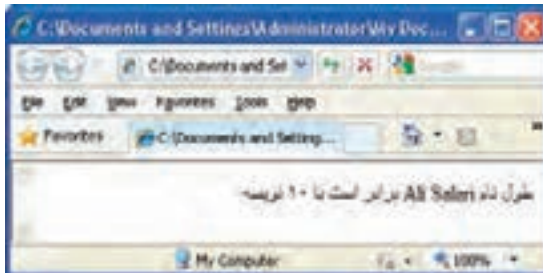 C:\Documents and Settings\Administrator\My Doc...
C:\Documents and Set
File Edit View Favorites Tools Help
Favorites C:\Documents and Setting...
طول نام Ali Saleri برابر است با ۱۰ نویسه
My Computer 100%